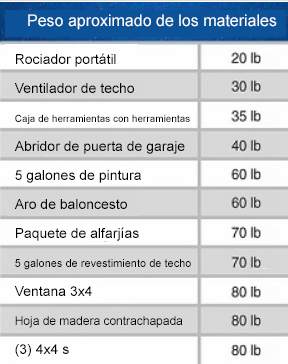 Peso aproximado de los materiales
Rociador portátil 20 lb
Ventilador de techo 30 lb
Caja de herramientas con herramientas 35 lb
Abridor de puerta de garaje 40 lb
5 galones de pintura 60 lb
Aro de baloncesto 60 lb
Paquete de alfarjías 70 lb
5 galones de revestimiento de techo 70 lb
Ventana 3x4 80 lb
Hoja de madera contrachapada 80 lb
(3) 4x4 s 80 lb